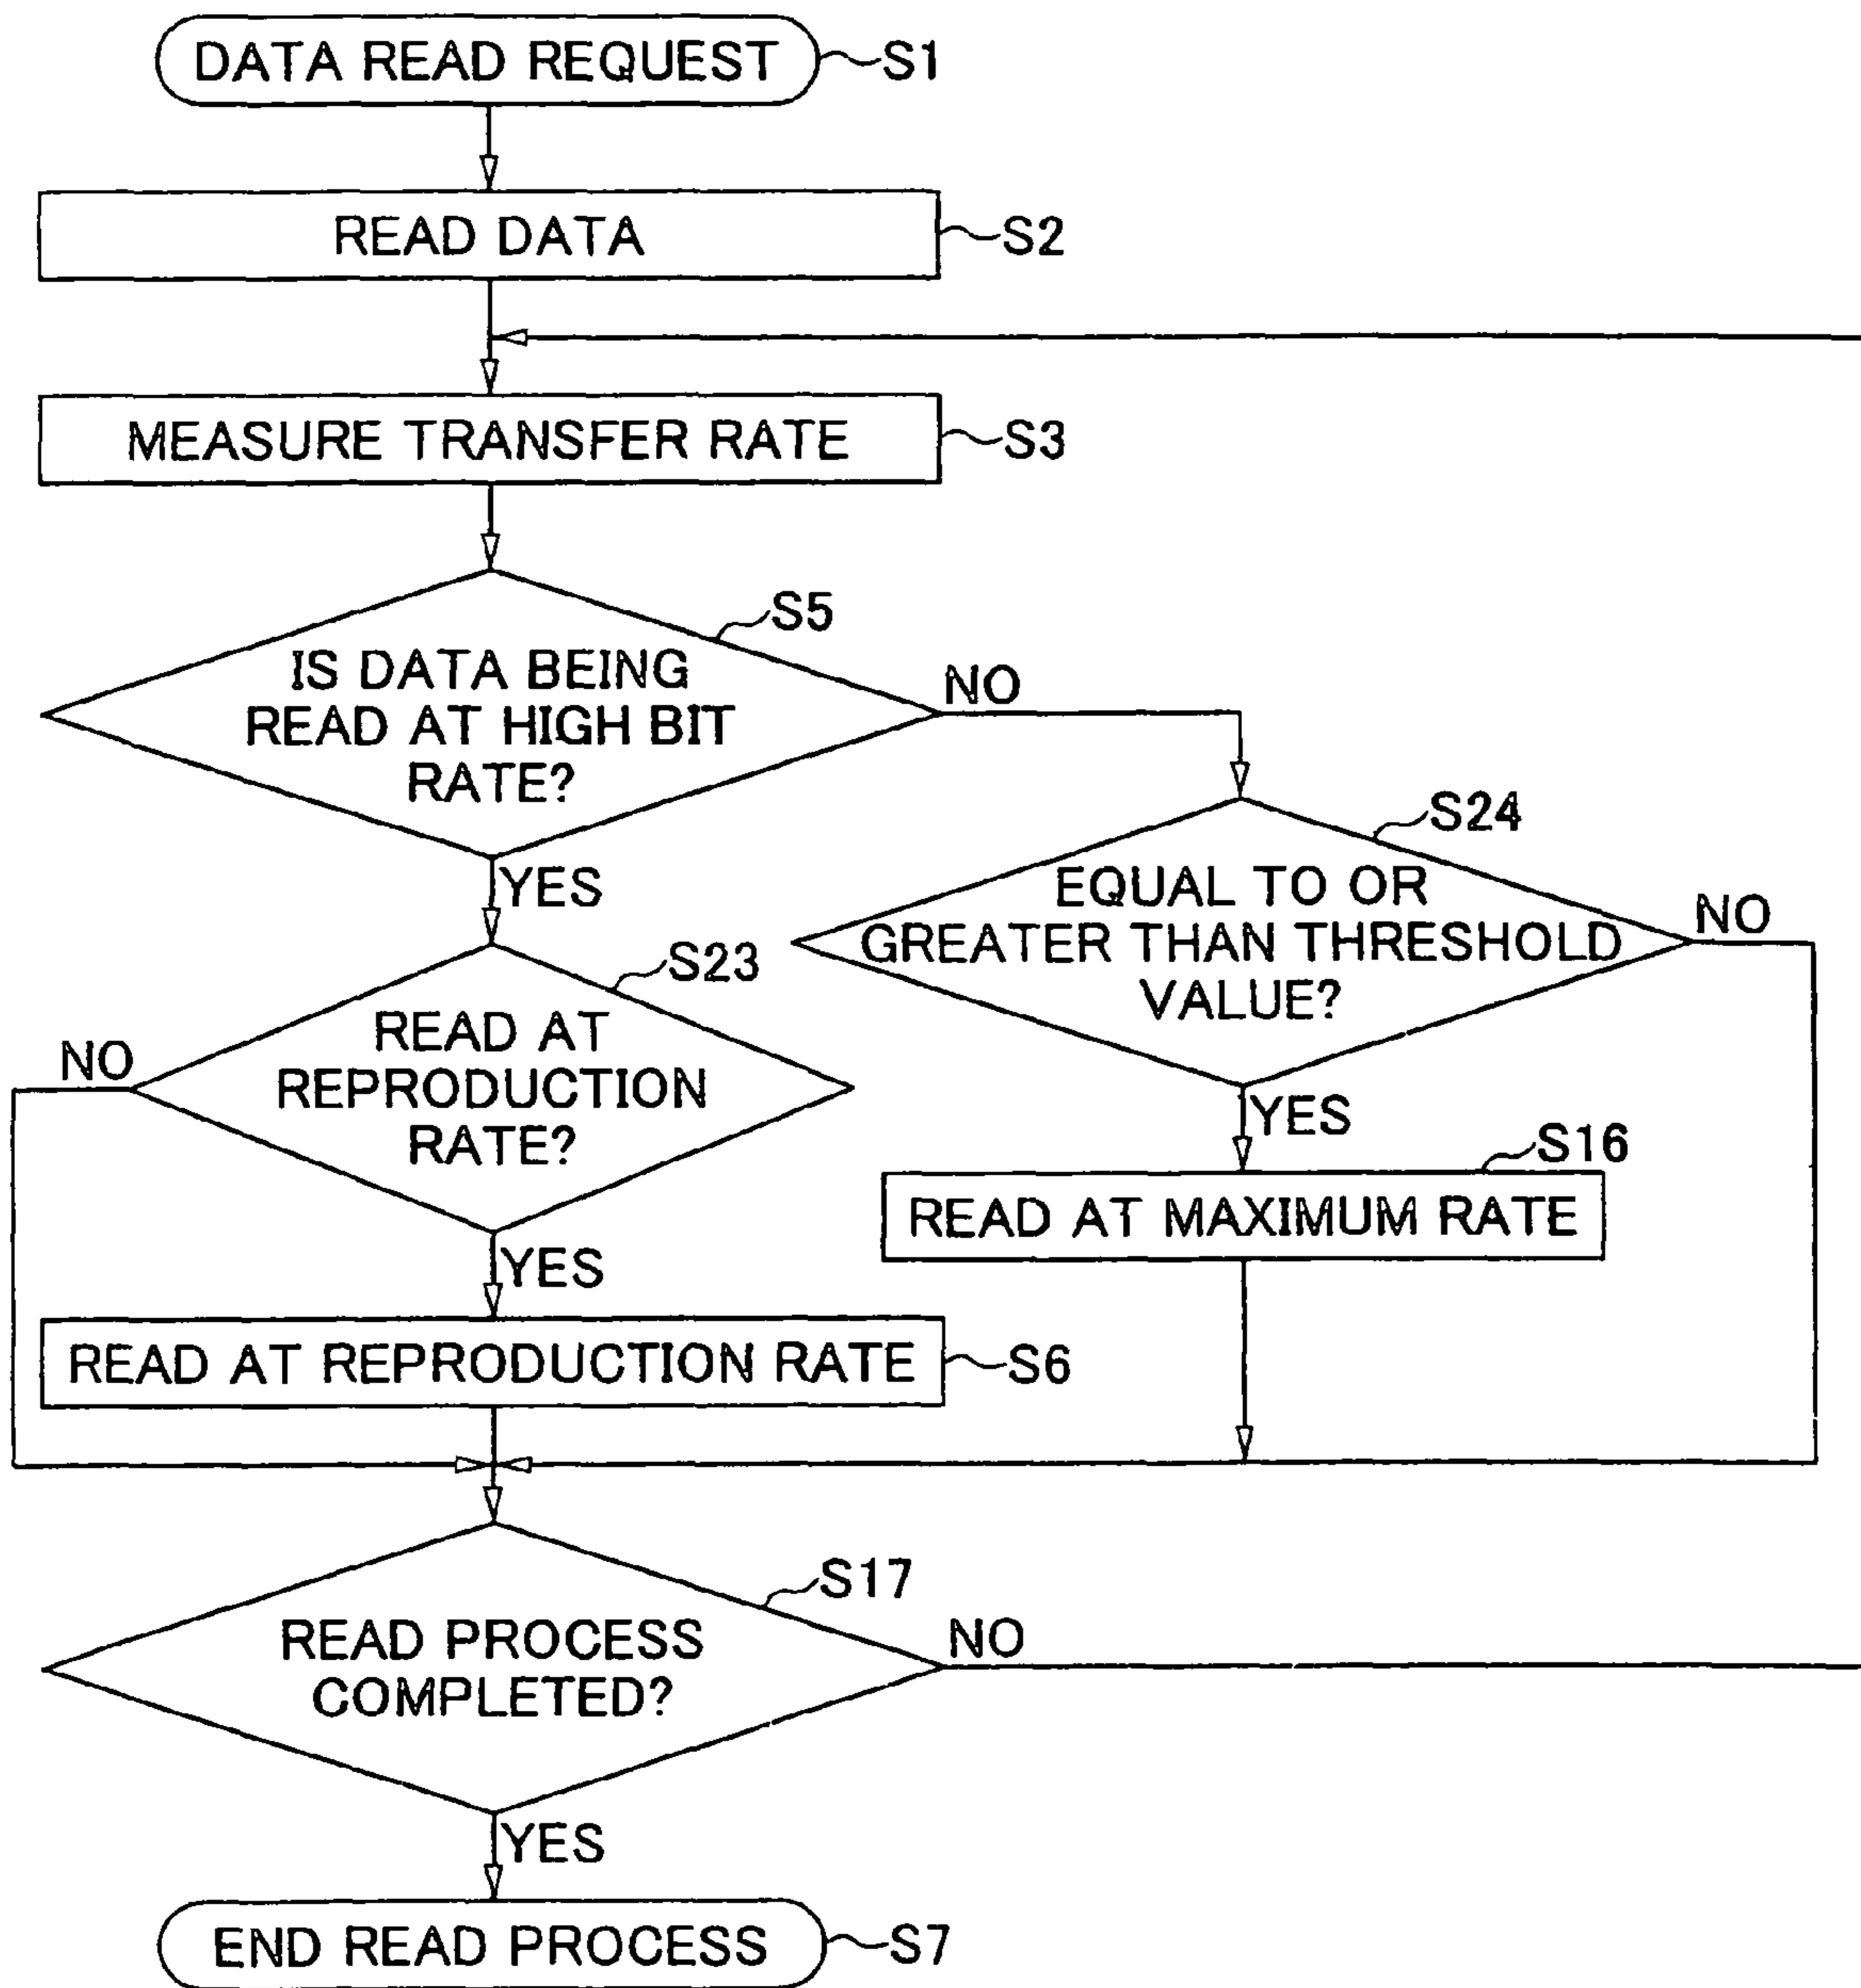 DATA READ REQUEST
S1
READ DATA
S2
MEASURE TRANSFER RATE
S3
S5
IS DATA BEING
READ AT HIGH BIT
RATE?
NO
YES
S24
EQUAL TO OR
GREATER THAN THRESHOLD
VALUE?
NO
YES
S23
READ AT
REPRODUCTION
RATE?
NO
YES
S16
READ AT MAXIMUM RATE
READ AT REPRODUCTION RATE
S6
S17
READ PROCESS
COMPLETED?
NO
YES
END READ PROCESS
S7